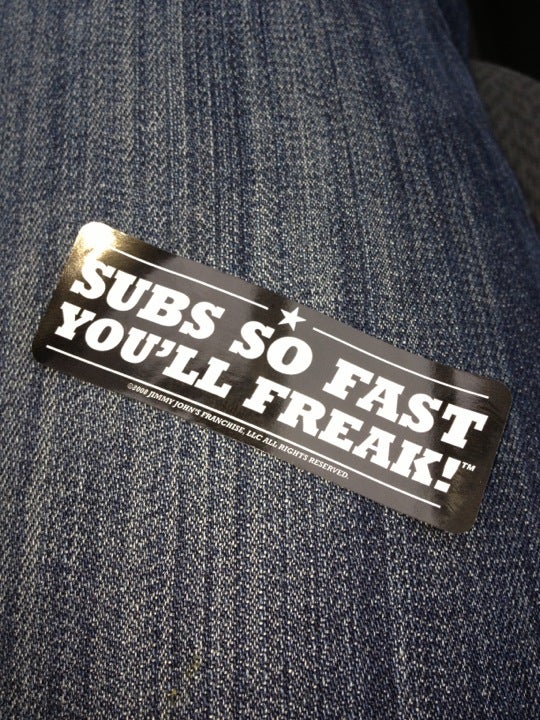 SUBS SO FAST
YOU'LL FREAK!™
©2008 JIMMY JOHN'S FRANCHISE, LLC ALL RIGHTS RESERVED.